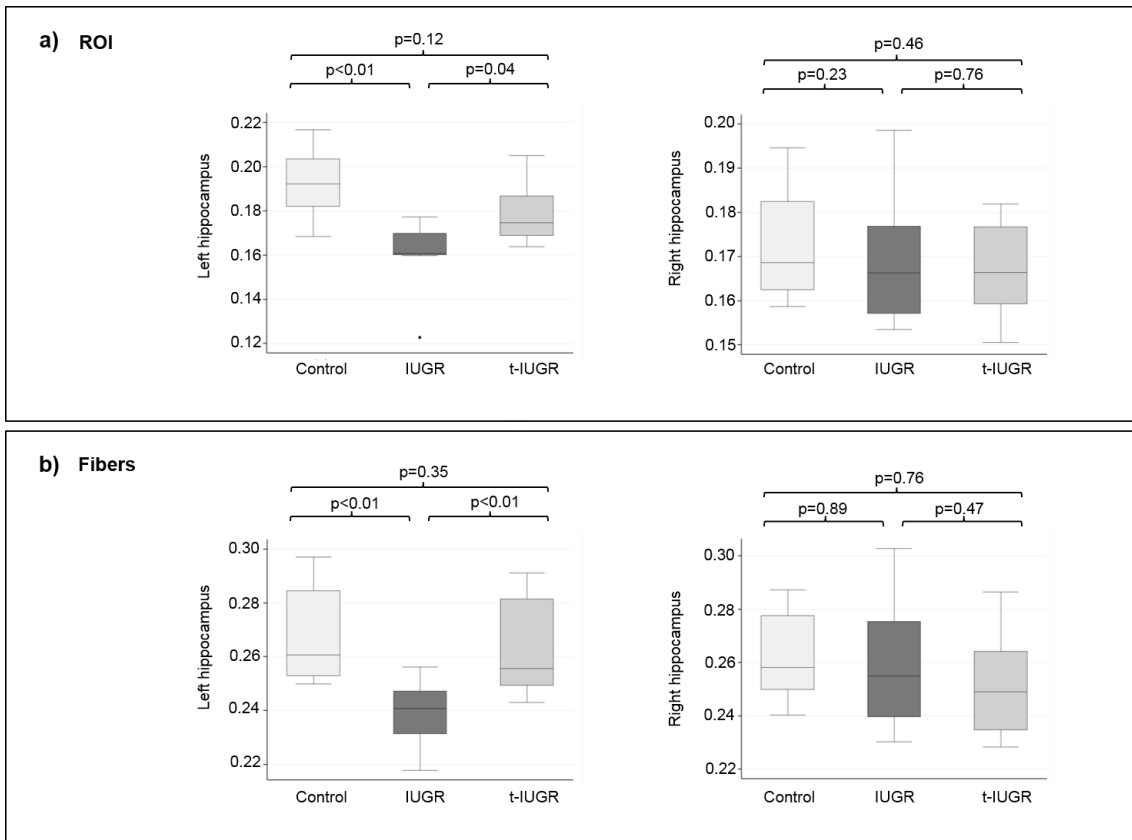 a) ROI
p=0.12
p<0.01 p=0.04
Left hippocampus
0.22
0.20
0.18
0.16
0.14
0.12
Control IUGR t-IUGR
p=0.46
p=0.23 p=0.76
Right hippocampus
0.20
0.19
0.18
0.17
0.16
0.15
Control IUGR t-IUGR
b) Fibers
p=0.35
p<0.01 p<0.01
Left hippocampus
0.30
0.28
0.26
0.24
0.22
Control IUGR t-IUGR
p=0.76
p=0.89 p=0.47
Right hippocampus
0.30
0.28
0.26
0.24
0.22
Control IUGR t-IUGR